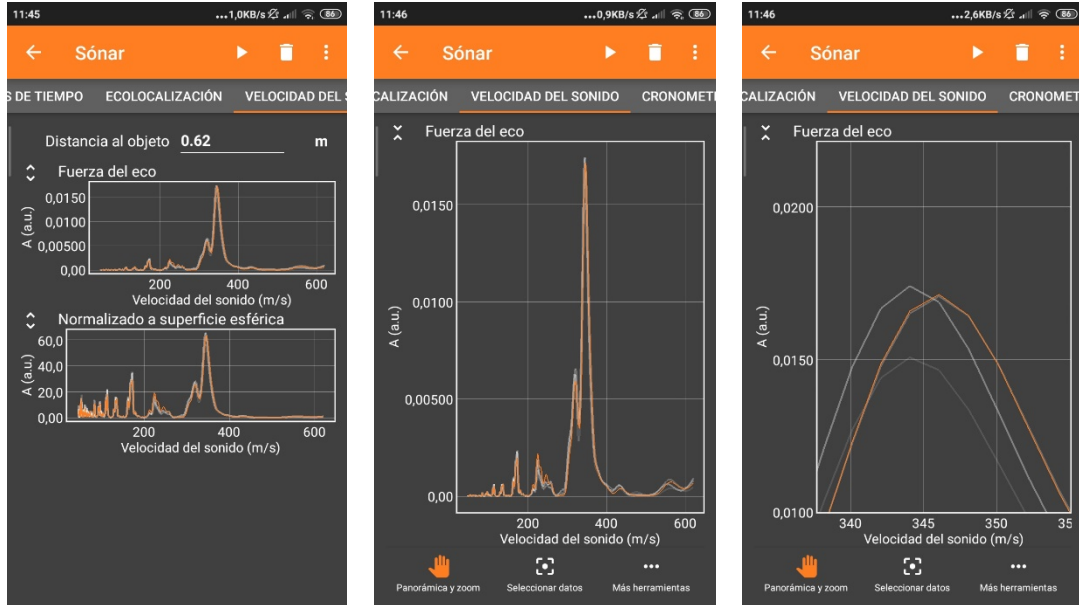 11:45
1,0KB/s 86
Sónar
S DE TIEMPO ECOLOCALIZACIÓN VELOCIDAD DEL S
Distancia al objeto 0.62 m
Fuerza del eco
0,0150
0,0100
0,00500
0,00
A (a.u.)
200 400 600
Velocidad del sonido (m/s)
Normalizado a superficie esférica
60,0
40,0
20,0
0,00
A (a.u.)
200 400 600
Velocidad del sonido (m/s)
11:46
0,9KB/s 86
Sónar
CALIZACIÓN VELOCIDAD DEL SONIDO CRONOMETI
Fuerza del eco
0,0150
0,0100
0,00500
0,00
A (a.u.)
200 400 600
Velocidad del sonido (m/s)
Panorámica y zoom Seleccionar datos Más herramientas
11:46
2,6KB/s 86
Sónar
CALIZACIÓN VELOCIDAD DEL SONIDO CRONOMET
Fuerza del eco
0,0200
0,0150
0,0100
A (a.u.)
340 345 350 35
Velocidad del sonido (m/s)
Panorámica y zoom Seleccionar datos Más herramientas